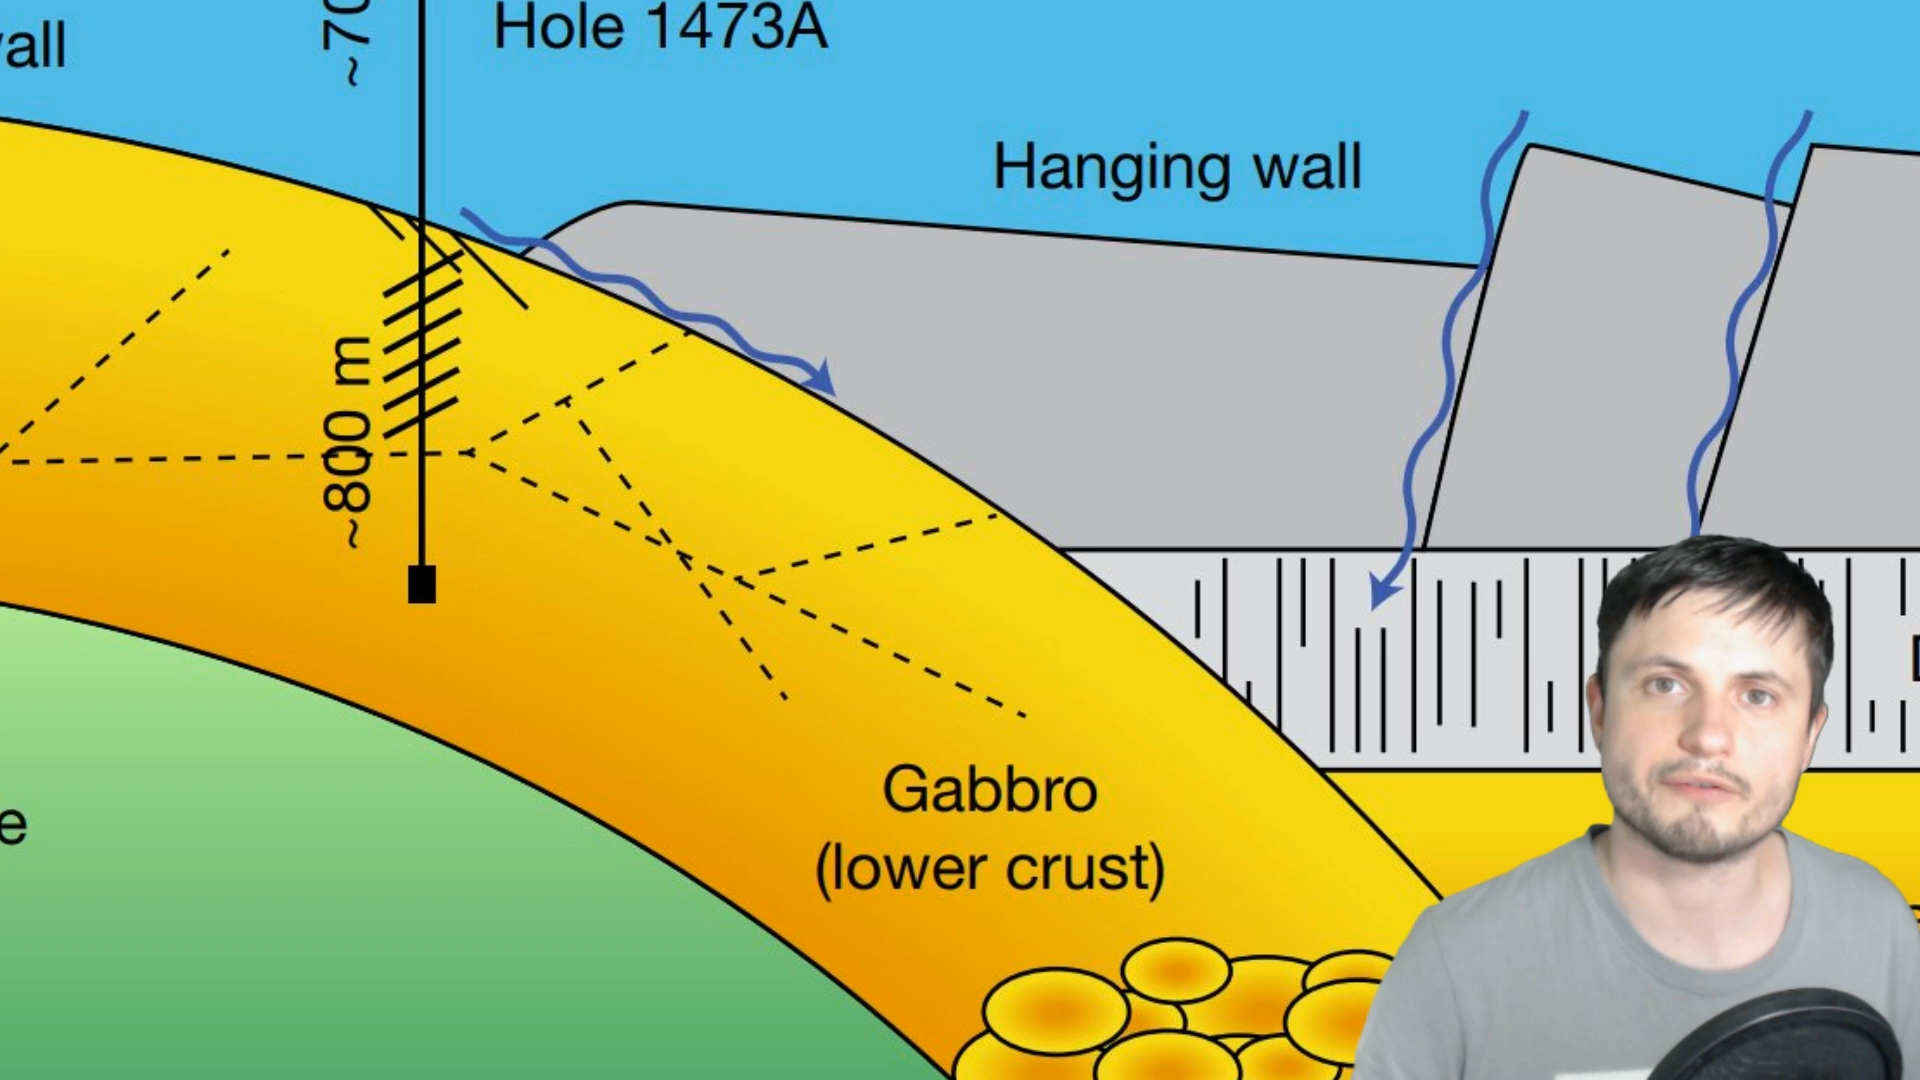 Hole 1473A
Hanging wall
~800 m
Gabbro
(lower crust)